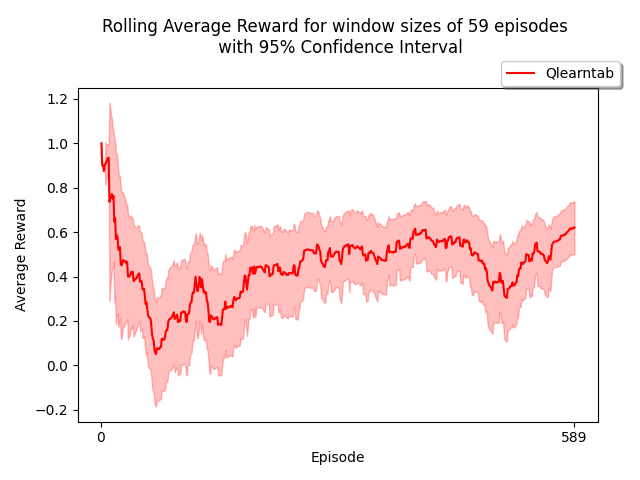 Rolling Average Reward for window sizes of 59 episodes
with 95% Confidence Interval
Qlearntab
1.2
1.0
0.8
0.6
0.4
0.2
0.0
−0.2
Average Reward
0
589
Episode